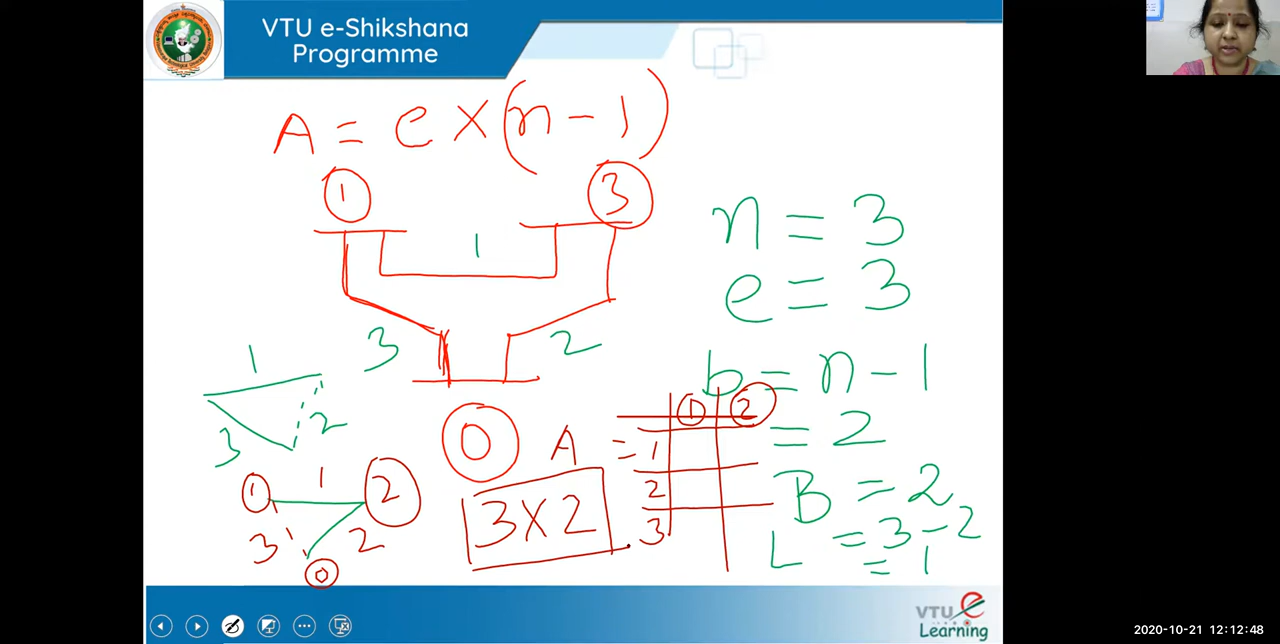 VTU e-Shikshana
Programme
A = e × (n - 1)
1
3
1
3
2
n = 3
e = 3
b = n - 1
= 2
B = 2
L = 3 - 2
= 1
1
3
2
1
1
2
3
2
0
0
A =
3×2
1 2
1
2
3
VTU e
Learning
2020-10-21 12:12:48